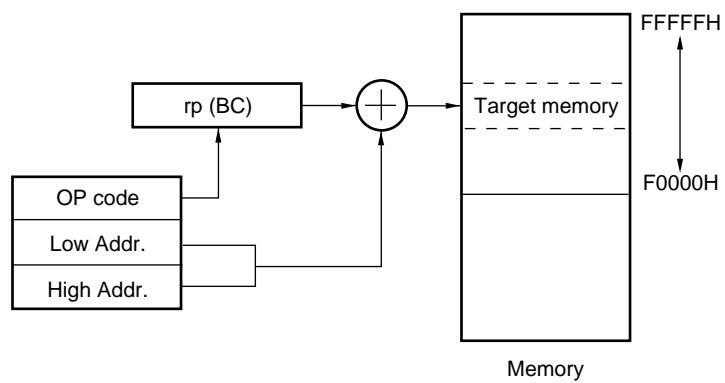 FFFFFH
rp (BC)
Target memory
OP code
F0000H
Low Addr.
High Addr.
Memory